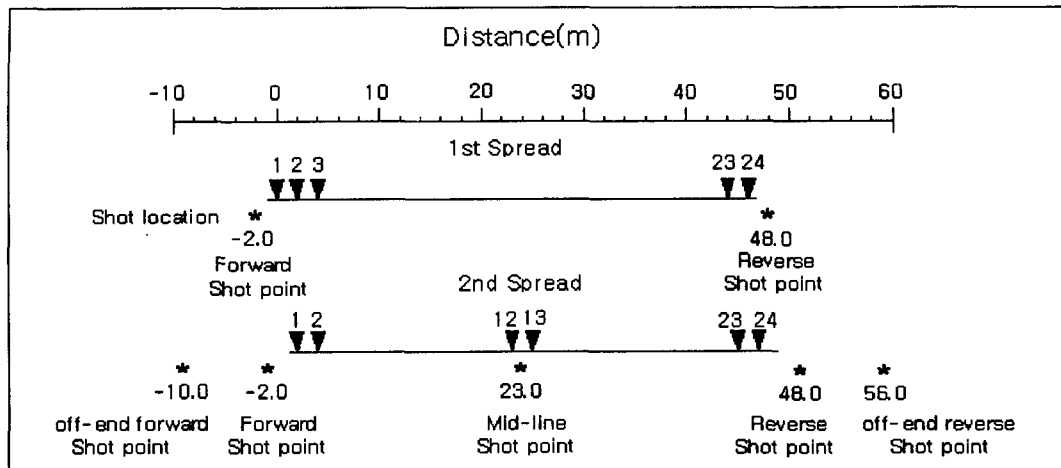 Distance(m)
-10 0 10 20 30 40 50 60
1st Spread
1 2 3 23 24
Shot location * *
-2.0 48.0
Forward Reverse
Shot point Shot point
2nd Spread
1 2 12 13 23 24
* * * * *
-10.0 -2.0 23.0 48.0 56.0
off-end forward Forward Mid-line Reverse off-end reverse
Shot point Shot point Shot point Shot point Shot point